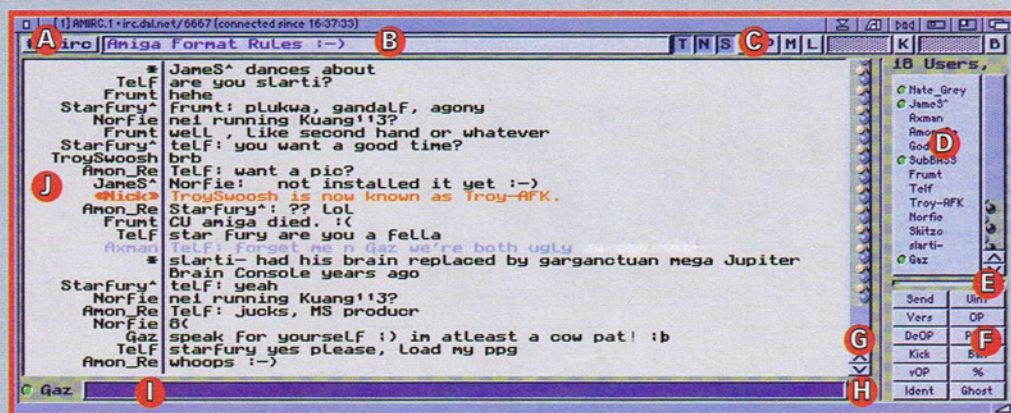 [1] AMIRC.1 • irc.dal.net/6667 (connected since 16:37:33)
A irc Amiga Format Rules :-) B T N S C P M L K B
18 Users,
* JameS^ dances about
TelF are you slarti?
Frumt hehe
Starfury^ frumt: plukwa, gandalf, agony
Norfie ne1 running Kuang¹¹3?
Frumt well , like second hand or whatever
Starfury^ telF: you want a good time?
TroySwoosh brb
Amon_Re TelF: want a pic?
JameS^ Norfie: not installed it yet :-)
«Nick» TroySwoosh is now known as Troy-AFK.
Amon_Re Starfury^: ?? lol
Frumt CU amiga died. :(
TelF star fury are you a fella
Axman TelF: forget me n Gaz we're both ugly
* slarti- had his brain replaced by garganctuan mega Jupiter
Brain Console years ago
Starfury^ telF: yeah
Norfie ne1 running Kuang¹¹3?
Amon_Re TelF: jucks, MS producr
Norfie 8(
Gaz speak for yourself :) im atleast a cow pat! :þ
TelF starfury yes please, load my ppg
Amon_Re whoops :-)
J
G
Nate_Grey
JameS^
Axman
D
SubBASS
Frumt
Telf
Troy-AFK
Norfie
Skitzo
slarti-
Gaz
E
Send
Vers OP
DeOP F
Kick
vOP %
Ident Ghost
Gaz I H